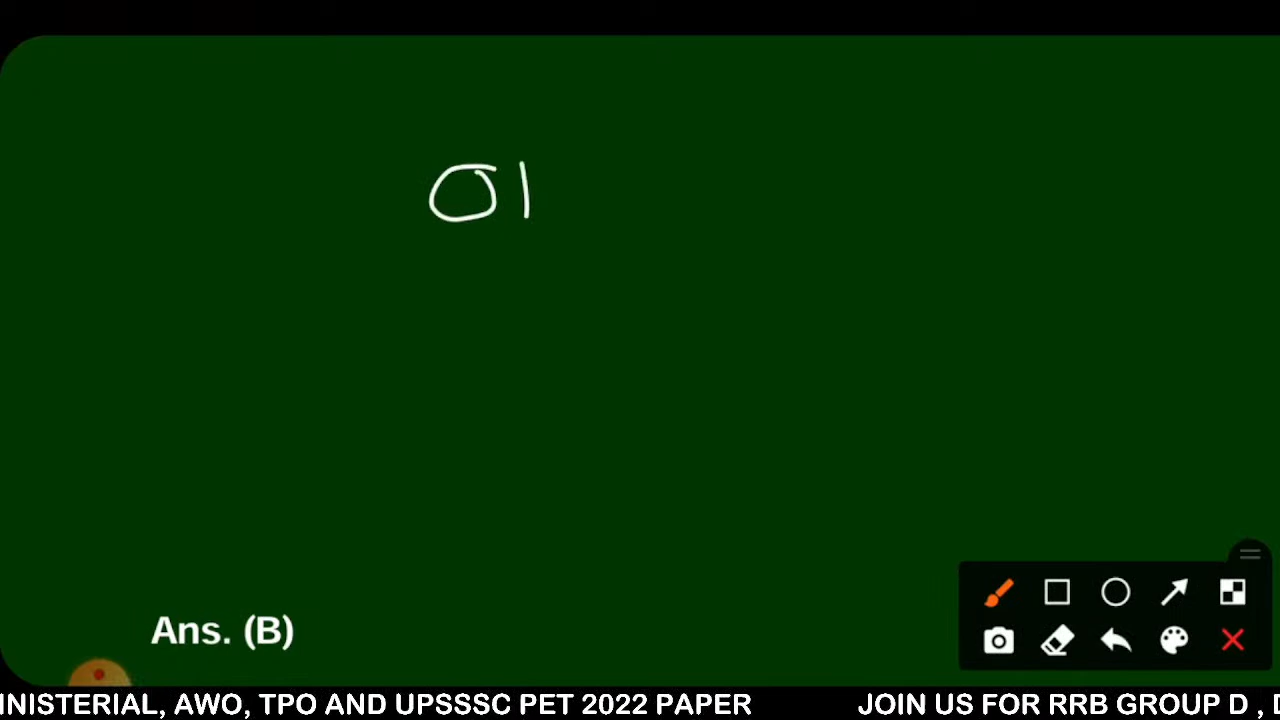 01
Ans. (B)
INISTERIAL, AWO, TPO AND UPSSSC PET 2022 PAPER JOIN US FOR RRB GROUP D , D